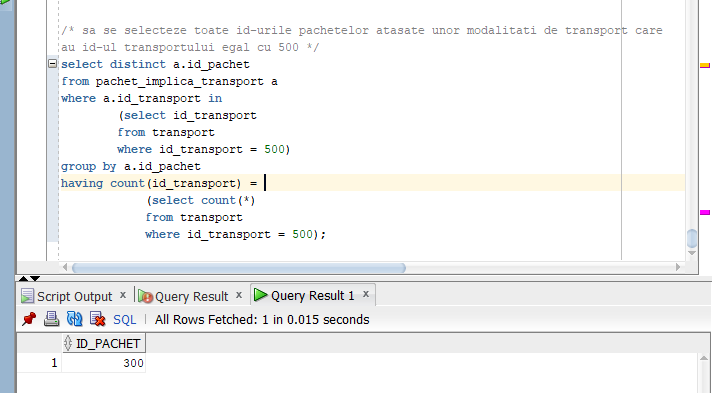 /* sa se selecteze toate id-urile pachetelor atasate unor modalitati de transport care
au id-ul transportului egal cu 500 */
select distinct a.id_pachet
from pachet_implica_transport a
where a.id_transport in
(select id_transport
from transport
where id_transport = 500)
group by a.id_pachet
having count(id_transport) =
(select count(*)
from transport
where id_transport = 500);
Script Output x Query Result x Query Result 1 x
SQL All Rows Fetched: 1 in 0.015 seconds
ID_PACHET
1 300